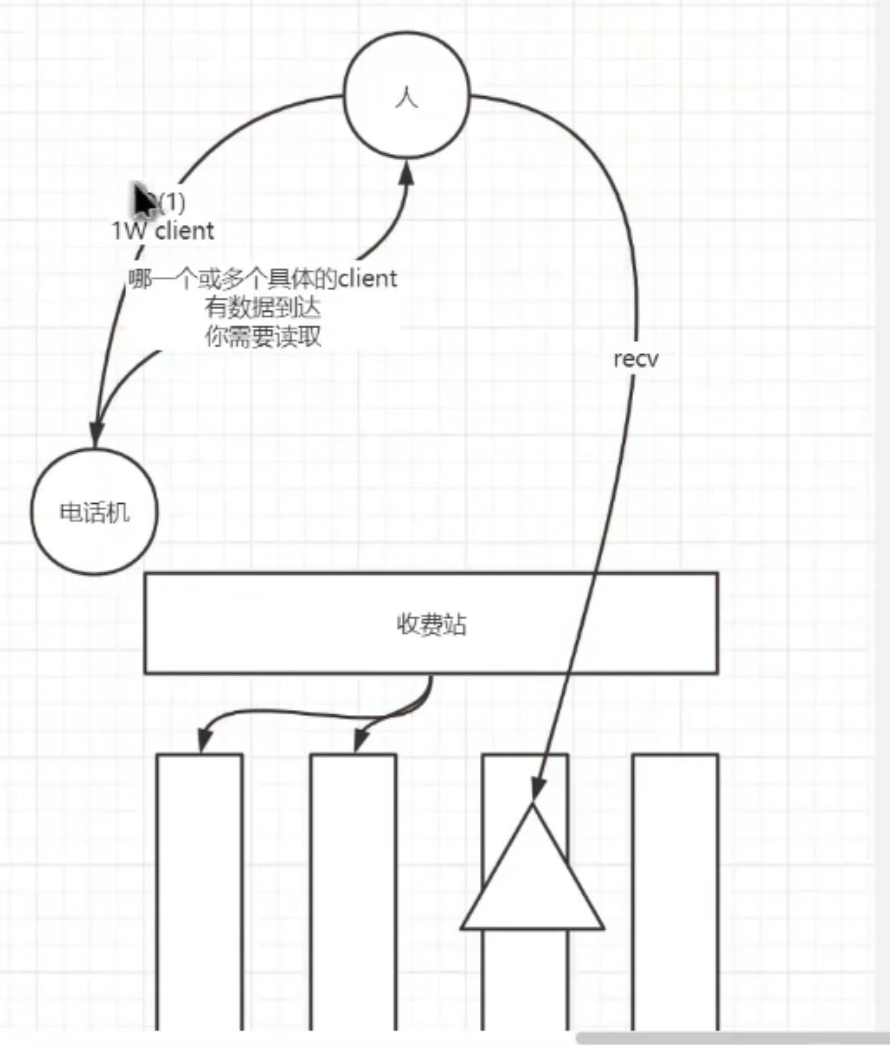 人
(1)
1W client
哪一个或多个具体的client
有数据到达
你需要读取
recv
电话机
收费站